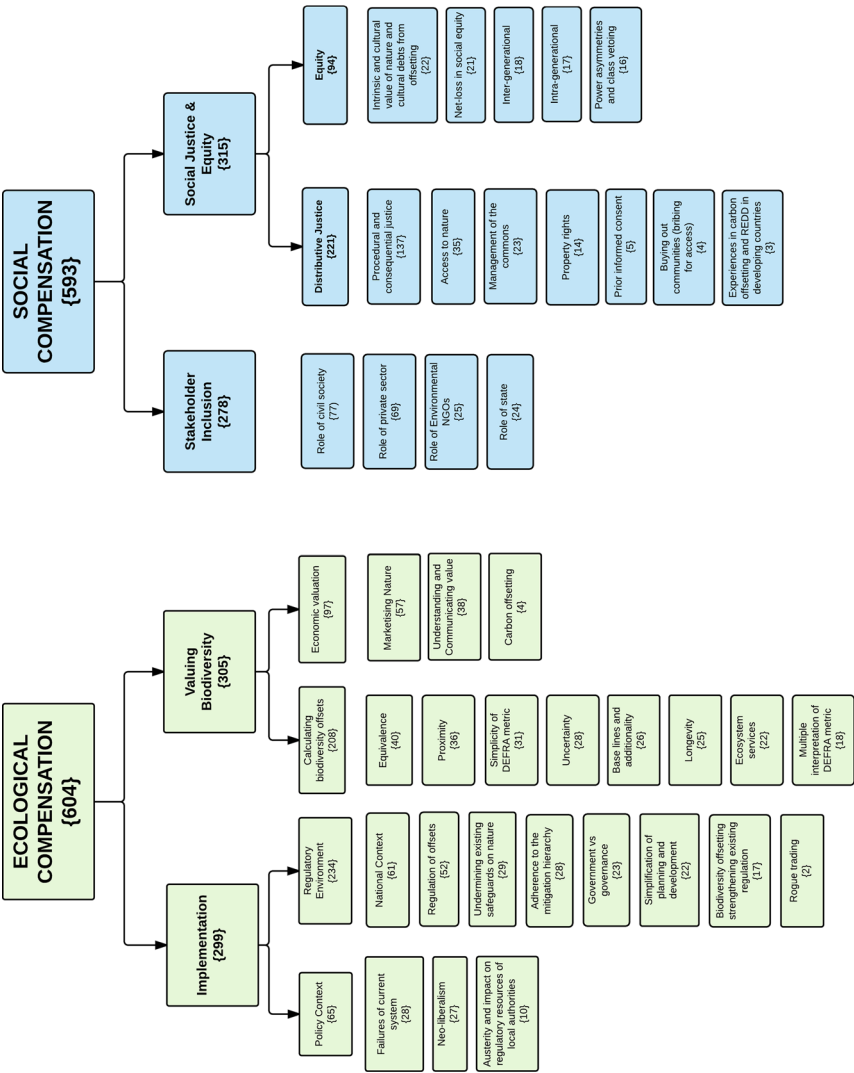 ECOLOGICAL
COMPENSATION
{604}
Implementation
{299}
Policy Context
{65}
Failures of current
system
{28}
Neo-liberalism
{27}
Austerity and impact on
regulatory resources of
local authorities
{10}
Regulatory
Environment
{234}
National Context
{61}
Regulation of offsets
{52}
Undermining existing
safeguards on nature
{29}
Adherence to the
mitigation hierarchy
{28}
Government vs
governance
{23}
Simplification of
planning and
development
{22}
Biodiversity offsetting
strengthening existing
regulation
{17}
Rogue trading
{2}
Valuing
Biodiversity
{305}
Calculating
biodiversity offsets
{208}
Equivalence
{40}
Proximity
{36}
Simplicity of
DEFRA metric
{31}
Uncertainty
{28}
Base lines and
additionality
{26}
Longevity
{25}
Ecosystem
services
{22}
Multiple
interpretation of
DEFRA metric
{18}
Economic valuation
{97}
Marketising Nature
{57}
Understanding and
Communicating value
{38}
Carbon offsetting
{4}
SOCIAL
COMPENSATION
{593}
Stakeholder
Inclusion
{278}
Role of civil society
{77)
Role of private sector
{69}
Role of Environmental
NGOs
{25}
Role of state
{24}
Social Justice &
Equity
{315}
Distributive Justice
{221}
Procedural and
consequential justice
{137}
Access to nature
{35}
Management of the
commons
{23}
Property rights
{14}
Prior informed consent
{5}
Buying out
communities (bribing
for access)
{4}
Experiences in carbon
offsetting and REDD in
developing countries
{3}
Equity
{94}
Intrinsic and cultural
value of nature and
cultural debts from
offsetting
{22}
Net-loss in social equity
{21}
Inter-generational
{18}
Intra-generational
{17}
Power asymmetries
and class vetoing
{16}